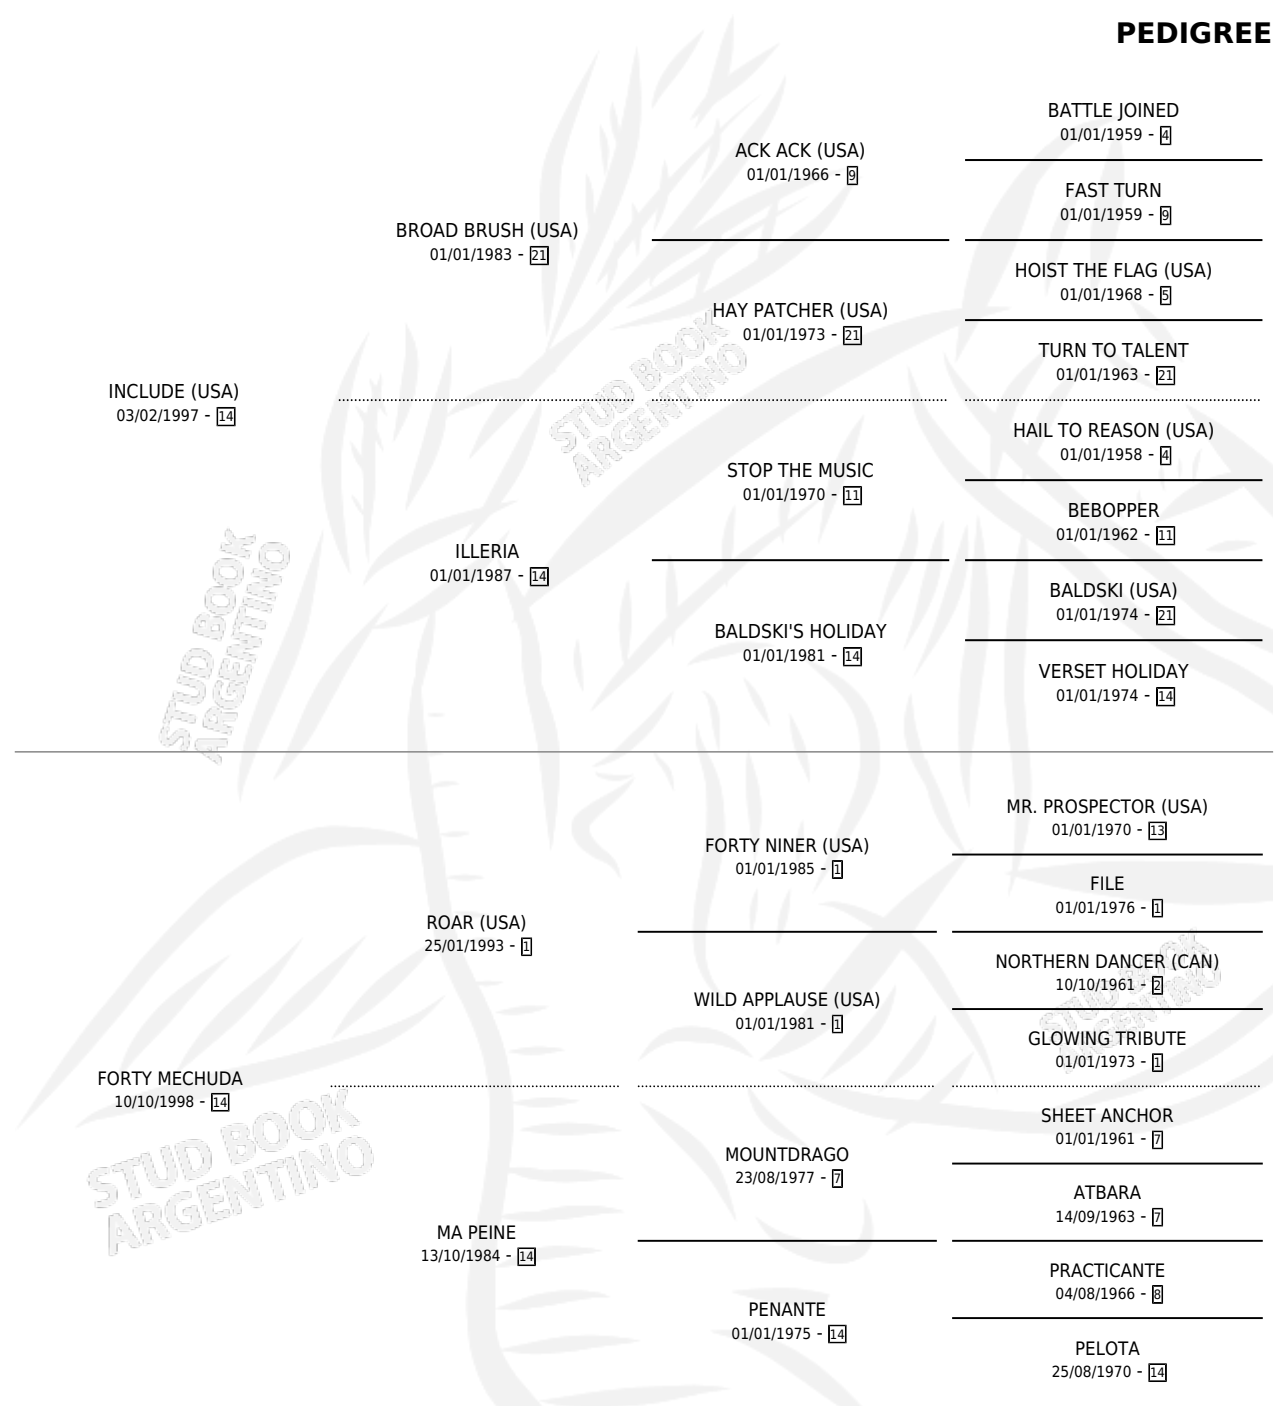 PEDIGREE
BATTLE JOINED
01/01/1959 - 4
ACK ACK (USA)
01/01/1966 - 9
FAST TURN
01/01/1959 - 9
BROAD BRUSH (USA)
01/01/1983 - 21
HOIST THE FLAG (USA)
01/01/1968 - 5
HAY PATCHER (USA)
01/01/1973 - 21
TURN TO TALENT
01/01/1963 - 21
INCLUDE (USA)
03/02/1997 - 14
STUD BOOK
ARGENTINO
HAIL TO REASON (USA)
01/01/1958 - 4
STOP THE MUSIC
01/01/1970 - 11
BEBOPPER
01/01/1962 - 11
ILLERIA
01/01/1987 - 14
BALDSKI (USA)
01/01/1974 - 21
BALDSKI'S HOLIDAY
01/01/1981 - 14
VERSET HOLIDAY
01/01/1974 - 14
STUD BOOK
ARGENTINO
MR. PROSPECTOR (USA)
01/01/1970 - 13
FORTY NINER (USA)
01/01/1985 - 1
FILE
01/01/1976 - 1
ROAR (USA)
25/01/1993 - 1
NORTHERN DANCER (CAN)
10/10/1961 - 2
WILD APPLAUSE (USA)
01/01/1981 - 1
STUD BOOK
ARGENTINO
GLOWING TRIBUTE
01/01/1973 - 1
FORTY MECHUDA
10/10/1998 - 14
STUD BOOK
ARGENTINO
SHEET ANCHOR
01/01/1961 - 7
MOUNTDRAGO
23/08/1977 - 7
ATBARA
14/09/1963 - 7
MA PEINE
13/10/1984 - 14
PRACTICANTE
04/08/1966 - 8
PENANTE
01/01/1975 - 14
PELOTA
25/08/1970 - 14